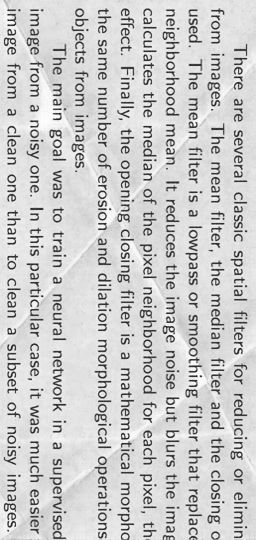 There are several classic spatial filters for reducing or elimin
from images. The mean filter, the median filter and the closing o
used. The mean filter is a lowpass or smoothing filter that replace
neighborhood mean. It reduces the image noise but blurs the imag
calculates the median of the pixel neighborhood for each pixel, the
effect. Finally, the opening closing filter is a mathematical morpho
the same number of erosion and dilation morphological operations
objects from images.
The main goal was to train a neural network in a supervised
image from a noisy one. In this particular case, it was much easier
image from a clean one than to clean a subset of noisy images.